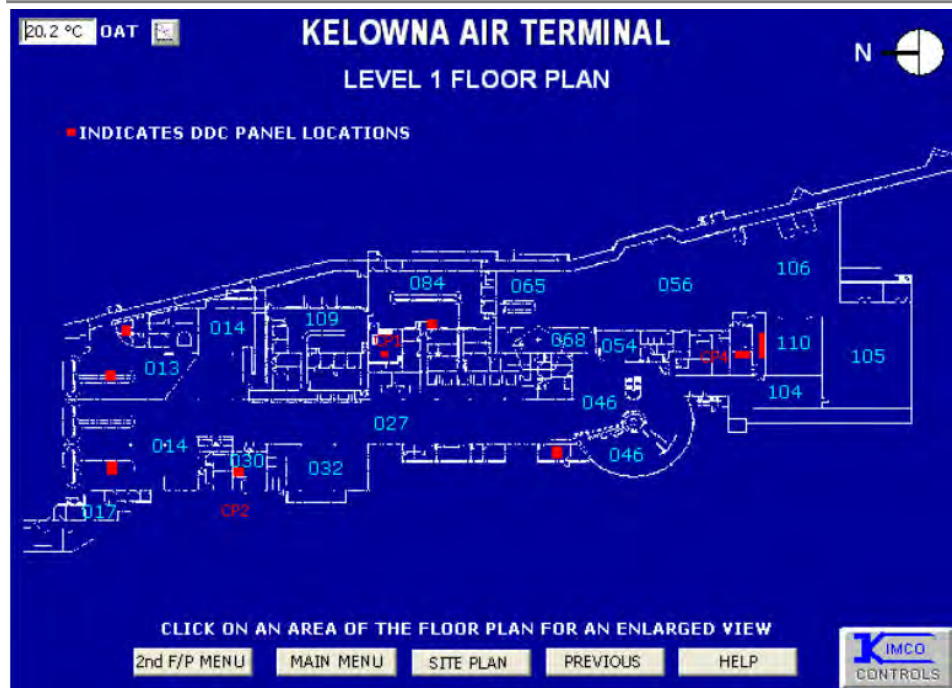 20.2 °C OAT
KELOWNA AIR TERMINAL
N
LEVEL 1 FLOOR PLAN
INDICATES DDC PANEL LOCATIONS
106
084
065
056
014
109
CP1
068
054
CP4
110
105
013
104
046
027
014
046
030
032
017
CP2
CLICK ON AN AREA OF THE FLOOR PLAN FOR AN ENLARGED VIEW
2nd F/P MENU
MAIN MENU
SITE PLAN
PREVIOUS
HELP
KIMCO
CONTROLS